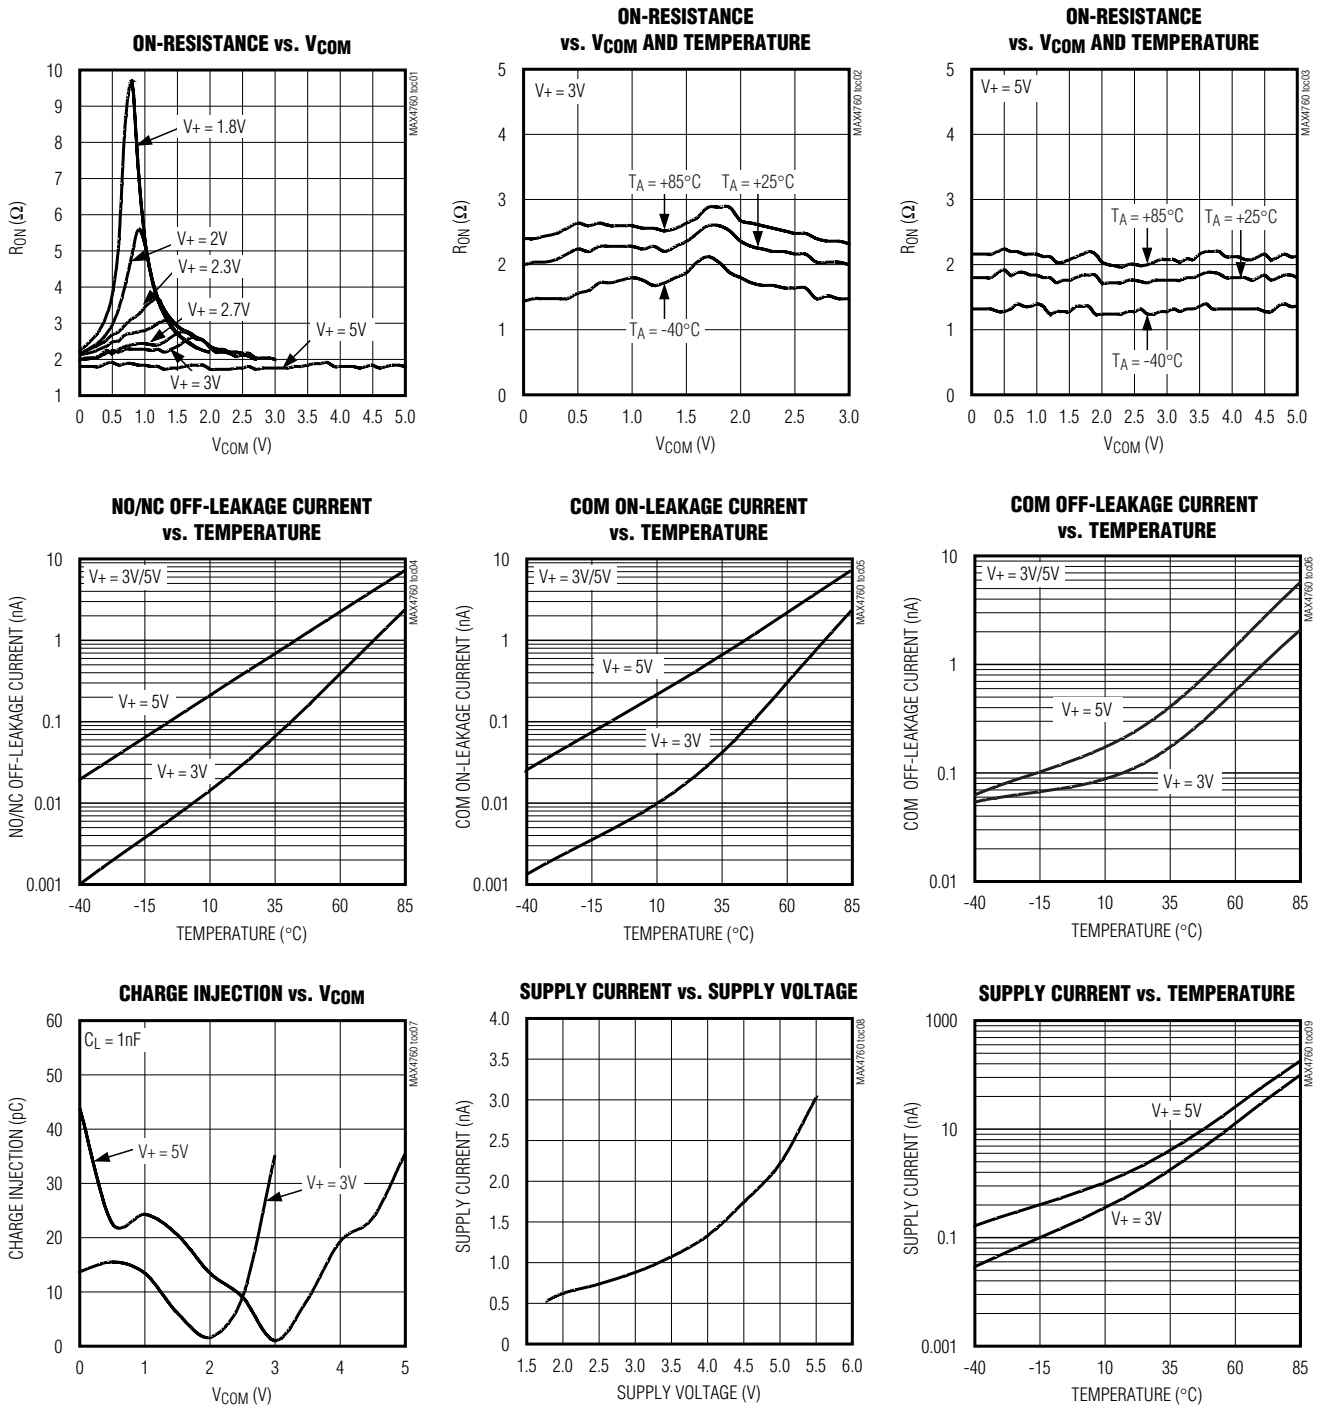 ON-RESISTANCE vs. VCOM
10
9
8
7
6
5
4
3
2
1
RON (Ω)
V+ = 1.8V
V+ = 2V
V+ = 2.3V
V+ = 2.7V
V+ = 5V
V+ = 3V
MAX4760 toc01
0 0.5 1.0 1.5 2.0 2.5 3.0 3.5 4.0 4.5 5.0
VCOM (V)
ON-RESISTANCE
vs. VCOM AND TEMPERATURE
5
4
3
2
1
0
RON (Ω)
V+ = 3V
TA = +85°C
TA = +25°C
TA = -40°C
MAX4760 toc02
0 0.5 1.0 1.5 2.0 2.5 3.0
VCOM (V)
ON-RESISTANCE
vs. VCOM AND TEMPERATURE
5
4
3
2
1
0
RON (Ω)
V+ = 5V
TA = +85°C
TA = +25°C
TA = -40°C
MAX4760 toc03
0 0.5 1.0 1.5 2.0 2.5 3.0 3.5 4.0 4.5 5.0
VCOM (V)
NO/NC OFF-LEAKAGE CURRENT
vs. TEMPERATURE
10
1
0.1
0.01
0.001
NO/NC OFF-LEAKAGE CURRENT (nA)
V+ = 3V/5V
V+ = 5V
V+ = 3V
MAX4760 toc04
-40 -15 10 35 60 85
TEMPERATURE (°C)
COM ON-LEAKAGE CURRENT
vs. TEMPERATURE
10
1
0.1
0.01
0.001
COM ON-LEAKAGE CURRENT (nA)
V+ = 3V/5V
V+ = 5V
V+ = 3V
MAX4760 toc05
-40 -15 10 35 60 85
TEMPERATURE (°C)
COM OFF-LEAKAGE CURRENT
vs. TEMPERATURE
10
1
0.1
0.01
COM OFF-LEAKAGE CURRENT (nA)
V+ = 3V/5V
V+ = 5V
V+ = 3V
MAX4760 toc06
-40 -15 10 35 60 85
TEMPERATURE (°C)
CHARGE INJECTION vs. VCOM
60
50
40
30
20
10
0
CHARGE INJECTION (pC)
CL = 1nF
V+ = 5V
V+ = 3V
MAX4760 toc07
0 1 2 3 4 5
VCOM (V)
SUPPLY CURRENT vs. SUPPLY VOLTAGE
4.0
3.5
3.0
2.5
2.0
1.5
1.0
0.5
0
SUPPLY CURRENT (nA)
MAX4760 toc08
1.5 2.0 2.5 3.0 3.5 4.0 4.5 5.0 5.5 6.0
SUPPLY VOLTAGE (V)
SUPPLY CURRENT vs. TEMPERATURE
1000
10
0.1
0.001
SUPPLY CURRENT (nA)
V+ = 5V
V+ = 3V
MAX4760 toc09
-40 -15 10 35 60 85
TEMPERATURE (°C)